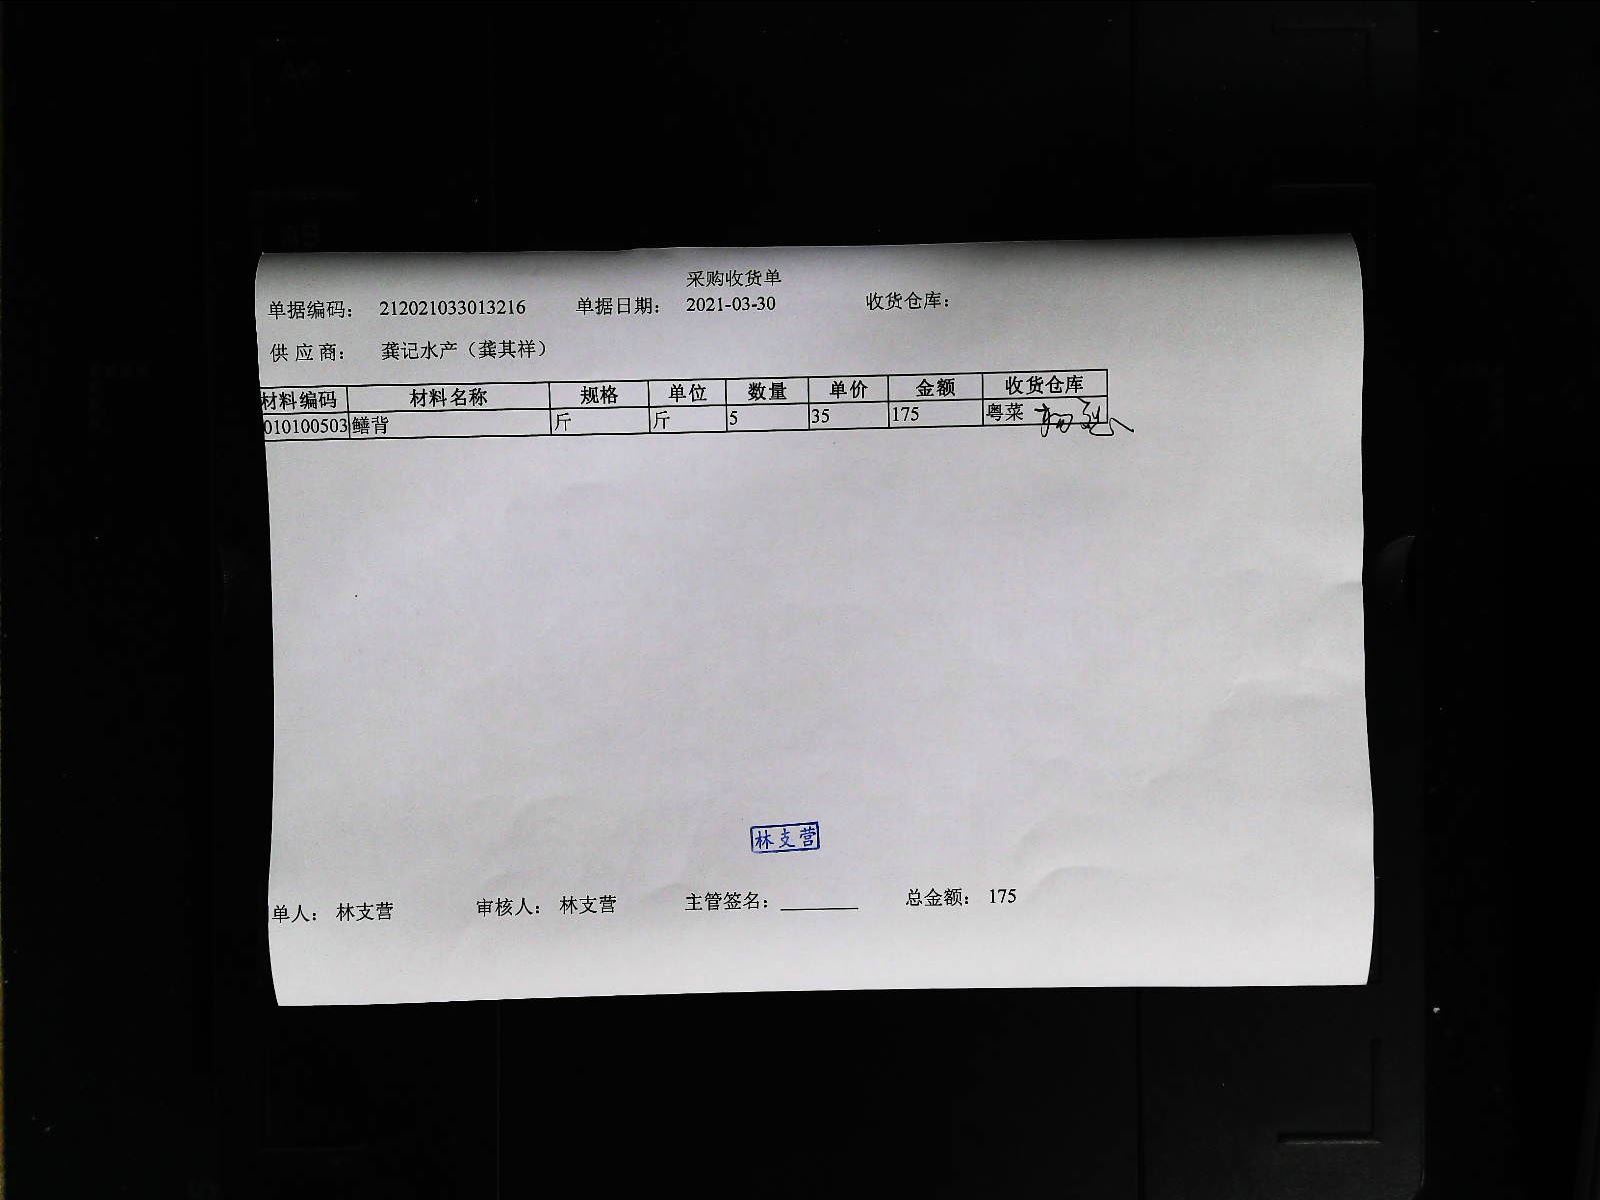 采购收货单
单据编码： 212021033013216 单据日期： 2021-03-30 收货仓库：
供 应 商： 龚记水产（龚其祥）
材料编码 材料名称 规格 单位 数量 单价 金额 收货仓库
010100503 鳝背 斤 斤 5 35 175 粤菜
林支营
单人： 林支营 审核人： 林支营 主管签名： 总金额： 175